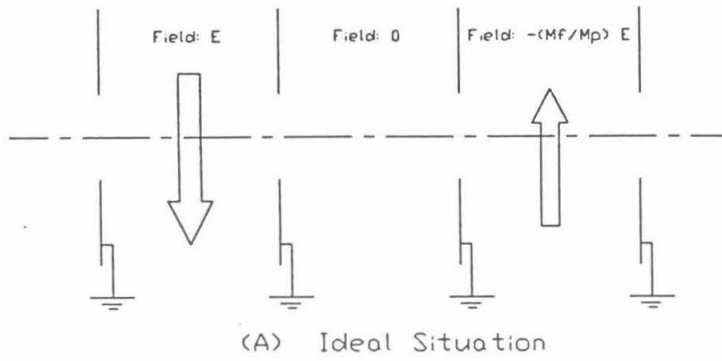 Field: E
Field: 0
Field: -(Mf/Mp) E
(A) Ideal Situation